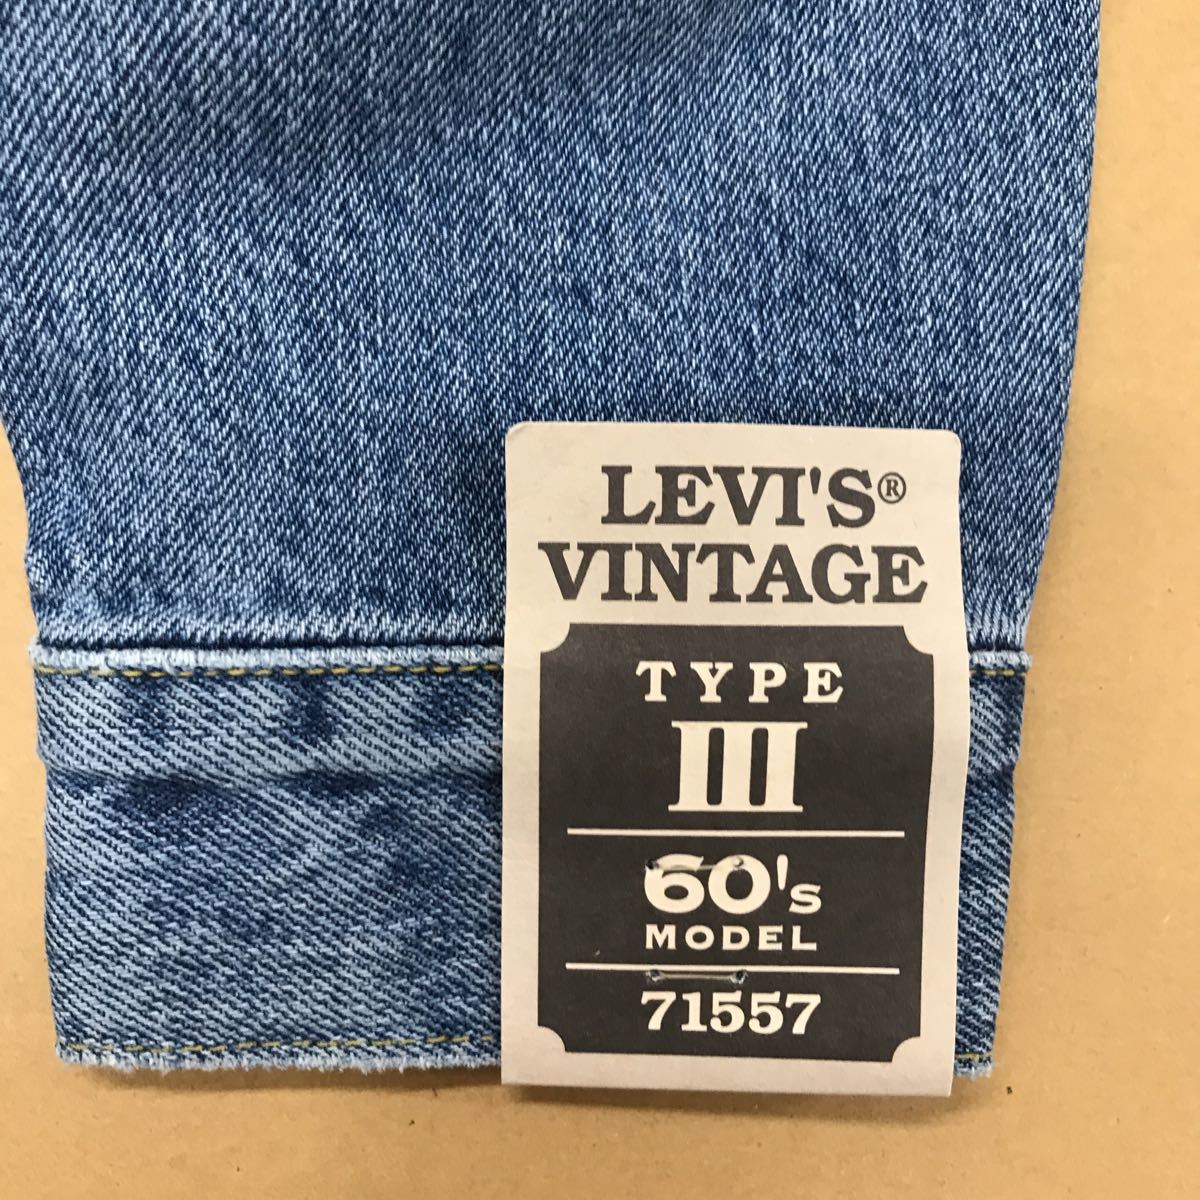 LEVI'S®
VINTAGE
TYPE
III
60's
MODEL
71557